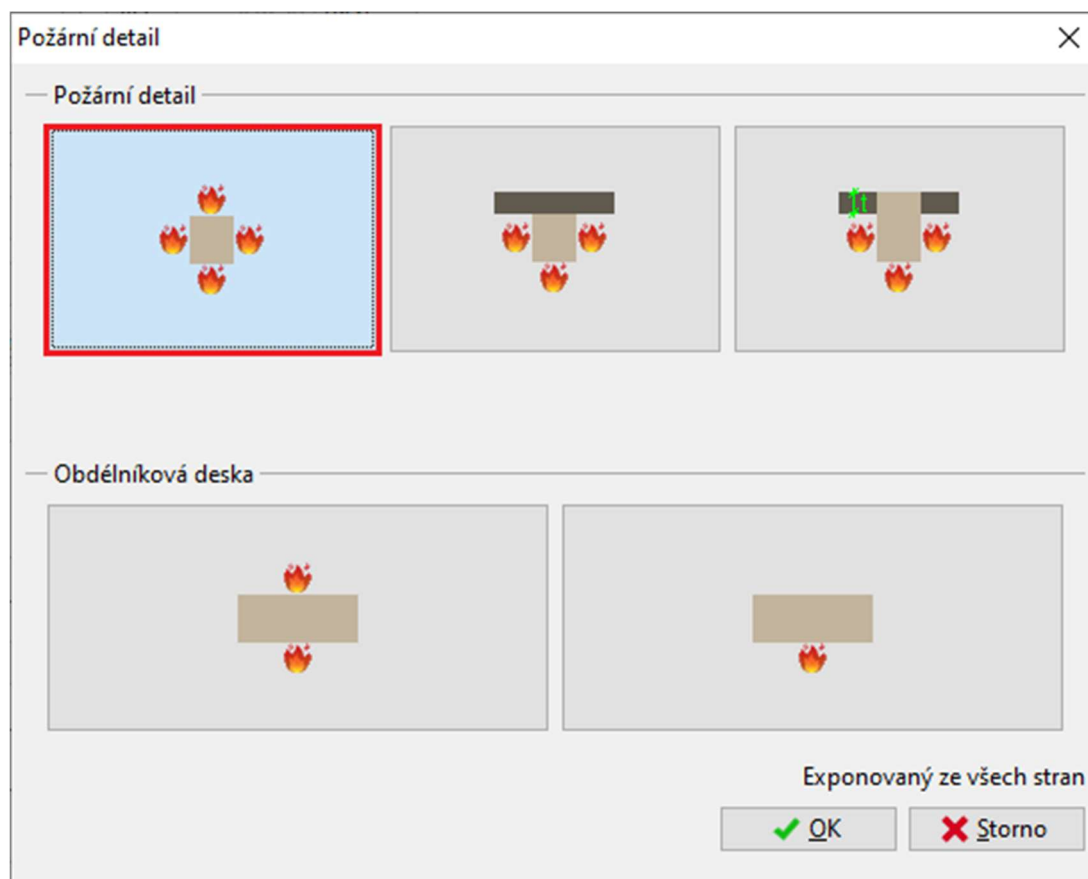 Požární detail
Požární detail
t
Obdélníková deska
Exponovaný ze všech stran
OK
Storno